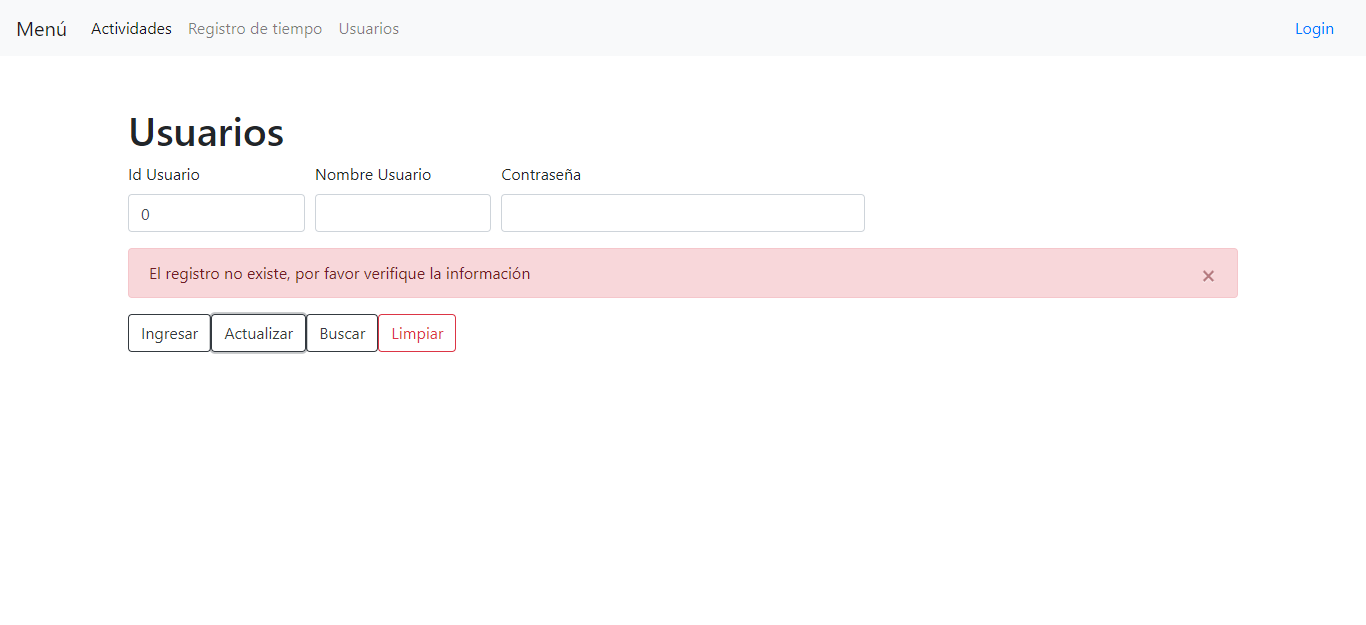 Menú Actividades Registro de tiempo Usuarios Login
Usuarios
Id Usuario Nombre Usuario Contraseña
0
El registro no existe, por favor verifique la información ×
Ingresar Actualizar Buscar Limpiar